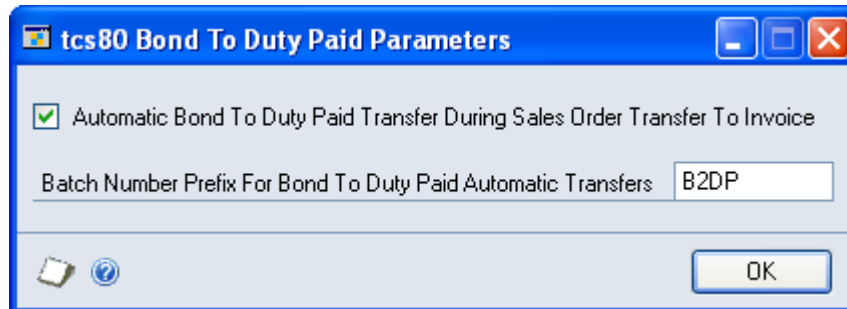 tcs80 Bond To Duty Paid Parameters
Automatic Bond To Duty Paid Transfer During Sales Order Transfer To Invoice
Batch Number Prefix For Bond To Duty Paid Automatic Transfers B2DP
OK